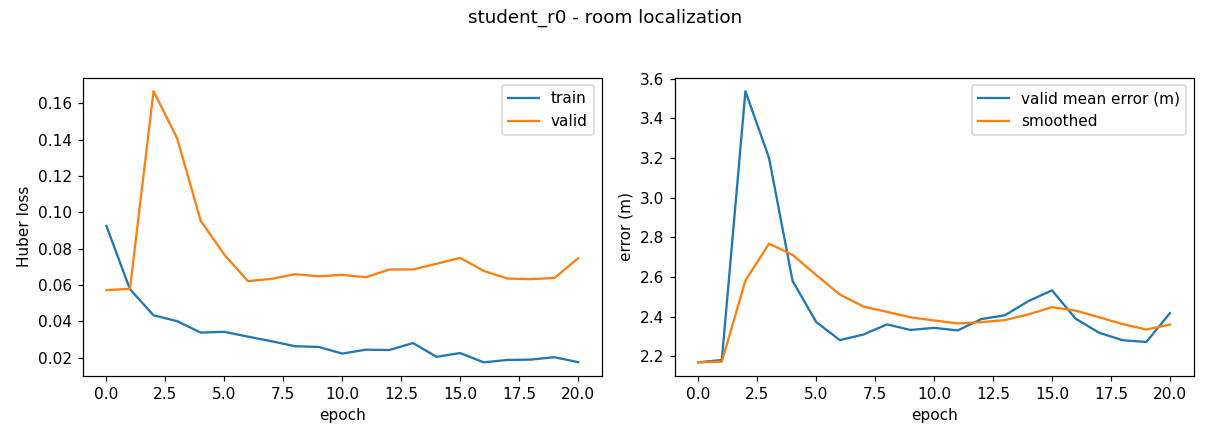 student_r0 - room localization
Huber loss
0.16
0.14
0.12
0.10
0.08
0.06
0.04
0.02
train
valid
0.0 2.5 5.0 7.5 10.0 12.5 15.0 17.5 20.0
epoch
error (m)
3.6
3.4
3.2
3.0
2.8
2.6
2.4
2.2
valid mean error (m)
smoothed
0.0 2.5 5.0 7.5 10.0 12.5 15.0 17.5 20.0
epoch